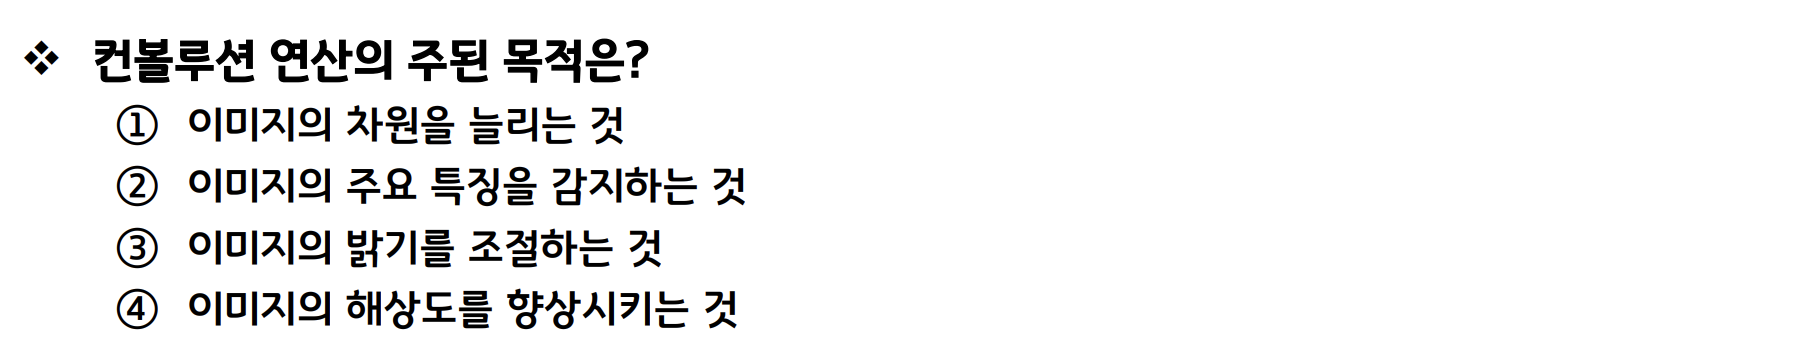 ❖ 컨볼루션 연산의 주된 목적은?
① 이미지의 차원을 늘리는 것
② 이미지의 주요 특징을 감지하는 것
③ 이미지의 밝기를 조절하는 것
④ 이미지의 해상도를 향상시키는 것